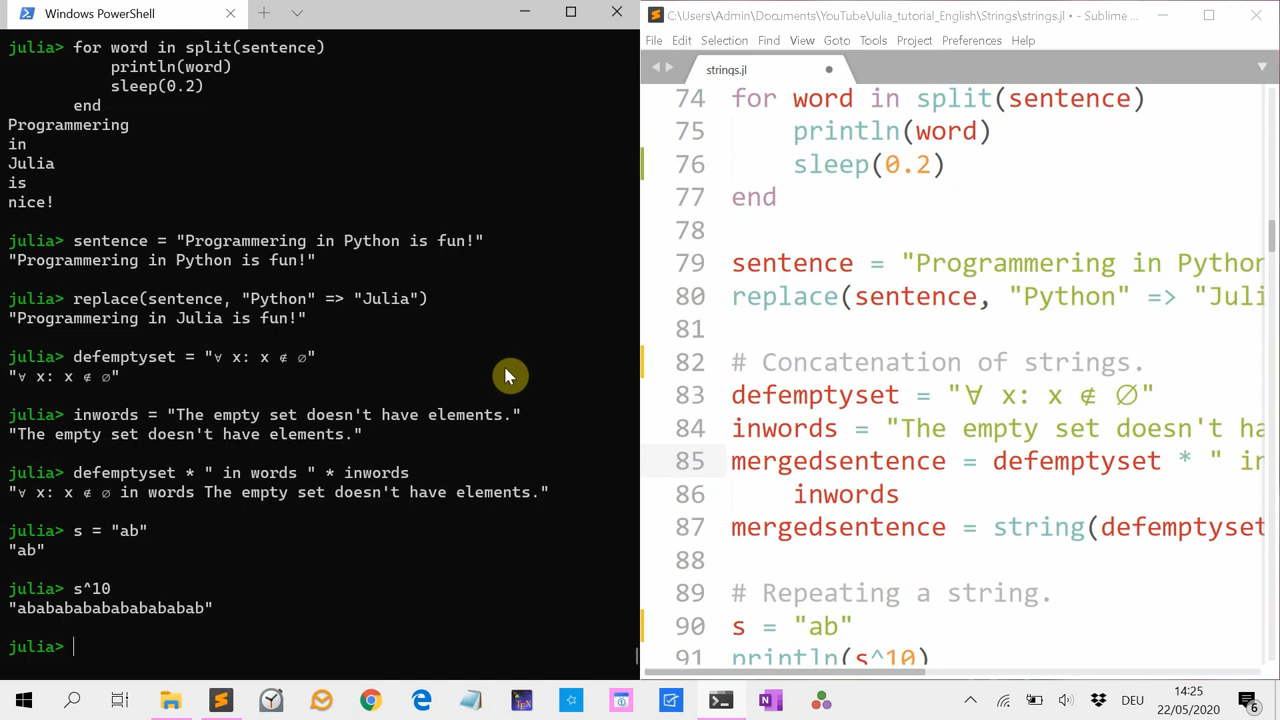 Windows PowerShell
julia> for word in split(sentence)
println(word)
sleep(0.2)
end
Programmering
in
Julia
is
nice!
julia> sentence = "Programmering in Python is fun!"
"Programmering in Python is fun!"
julia> replace(sentence, "Python" => "Julia")
"Programmering in Julia is fun!"
julia> defemptyset = "∀ x: x ∉ ∅"
"∀ x: x ∉ ∅"
julia> inwords = "The empty set doesn't have elements."
"The empty set doesn't have elements."
julia> defemptyset * " in words " * inwords
"∀ x: x ∉ ∅ in words The empty set doesn't have elements."
julia> s = "ab"
"ab"
julia> s^10
"abababababababababab"
julia>
C:\Users\Admin\Documents\YouTube\Julia_tutorial_English\Strings\strings.jl • - Sublime ...
File Edit Selection Find View Goto Tools Project Preferences Help
strings.jl
74 for word in split(sentence)
75 println(word)
76 sleep(0.2)
77 end
78
79 sentence = "Programmering in Python
80 replace(sentence, "Python" => "Juli
81
82 # Concatenation of strings.
83 defemptyset = "∀ x: x ∉ ∅"
84 inwords = "The empty set doesn't ha
85 mergedsentence = defemptyset * " in
86 inwords
87 mergedsentence = string(defemptyset
88
89 # Repeating a string.
90 s = "ab"
91 println(s^10)
DEU
14:25
22/05/2020
6